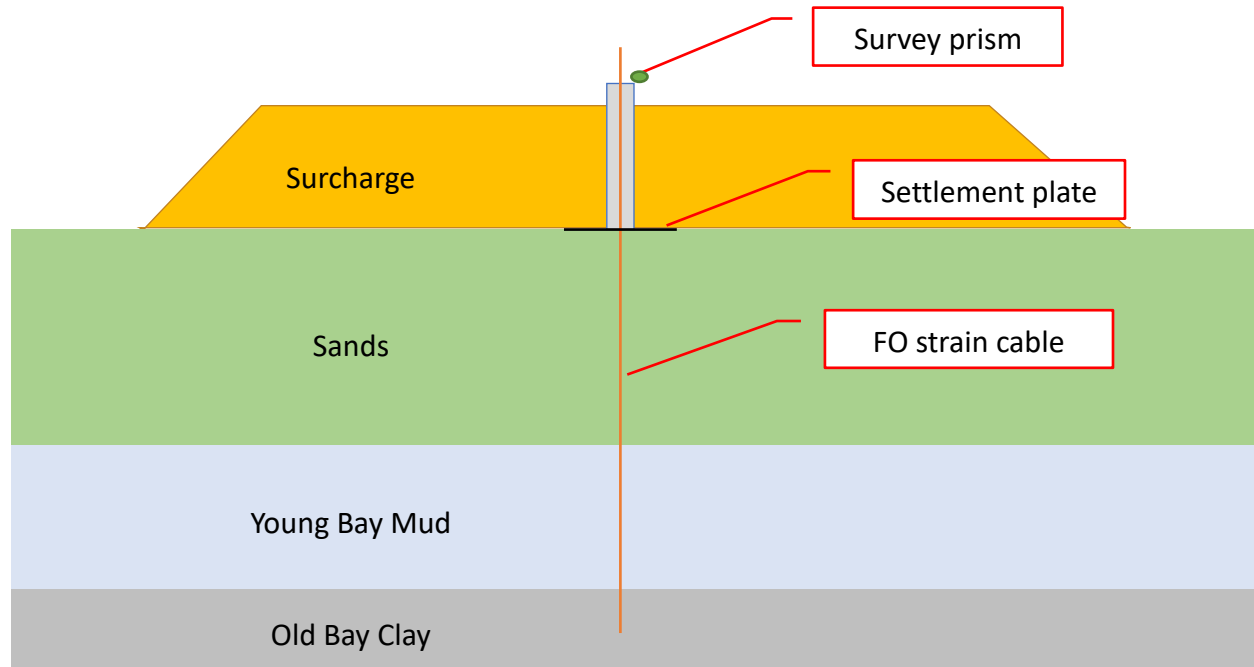 Survey prism
Surcharge
Settlement plate
Sands
FO strain cable
Young Bay Mud
Old Bay Clay